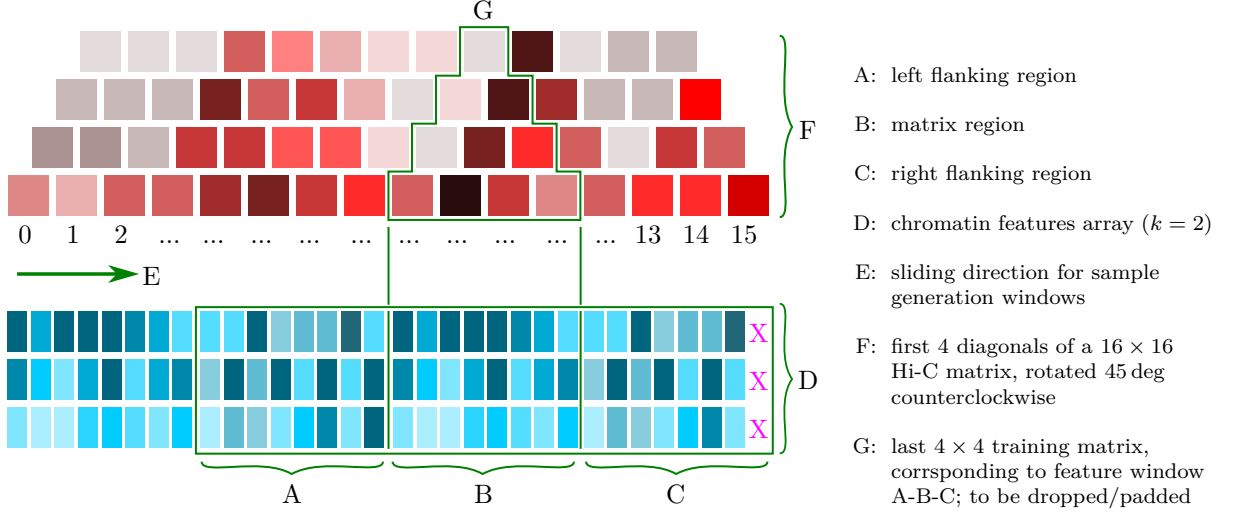 G
F
0 1 2 ... ... ... ... ... ... ... ... ... ... 13 14 15
E
X
X
D
X
A B C
A: left flanking region
B: matrix region
C: right flanking region
D: chromatin features array (k = 2)
E: sliding direction for sample
generation windows
F: first 4 diagonals of a 16 × 16
Hi-C matrix, rotated 45 deg
counterclockwise
G: last 4 × 4 training matrix,
corrsponding to feature window
A-B-C; to be dropped/padded